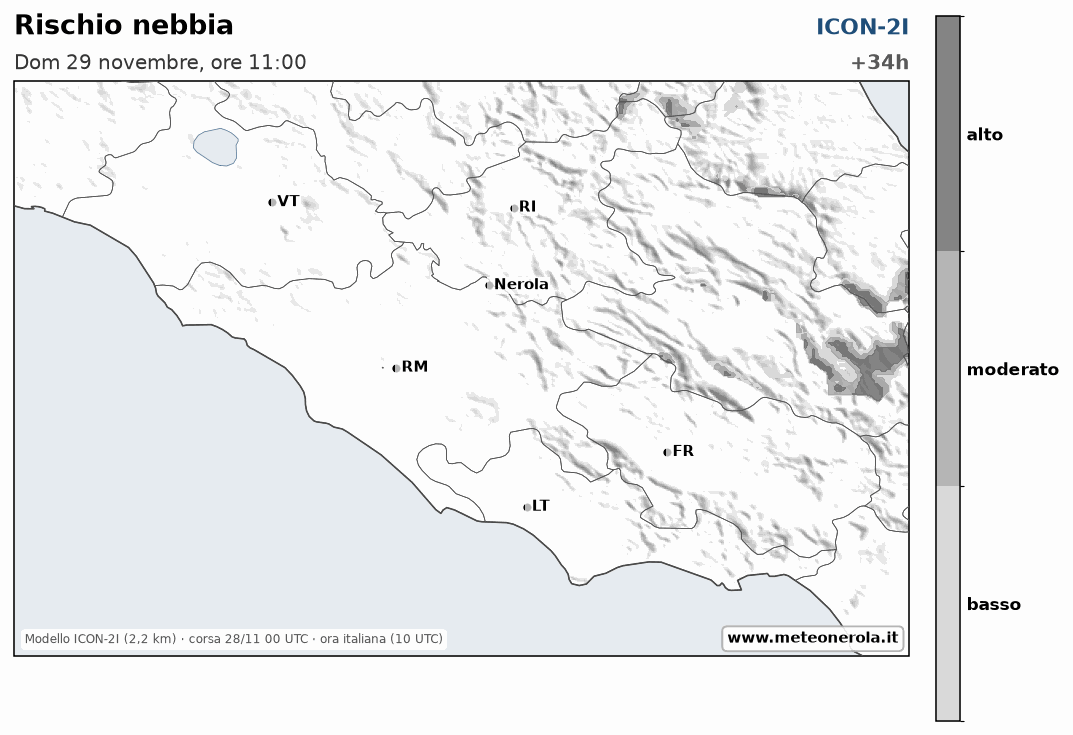 Rischio nebbia
ICON-2I
Dom 29 novembre, ore 11:00
+34h
alto
VT
RI
Nerola
moderato
RM
FR
LT
basso
Modello ICON-2I (2,2 km) · corsa 28/11 00 UTC · ora italiana (10 UTC)
www.meteonerola.it